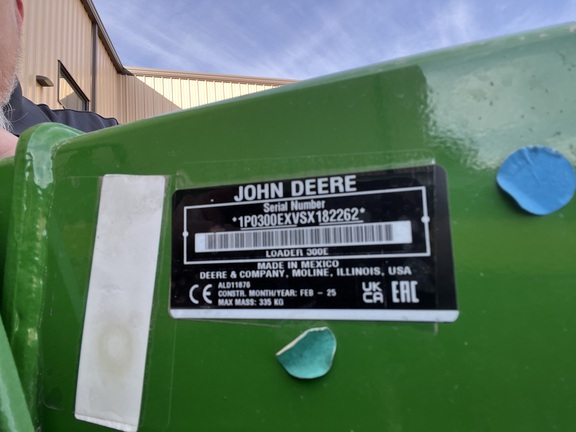 JOHN DEERE
Serial Number
*1P0300EXVSX182262*
LOADER 300E
MADE IN MEXICO
DEERE & COMPANY, MOLINE, ILLINOIS, USA
CE ALD11876
CONSTR. MONTH/YEAR: FEB - 25
MAX MASS: 335 KG
UK
CA
EAC